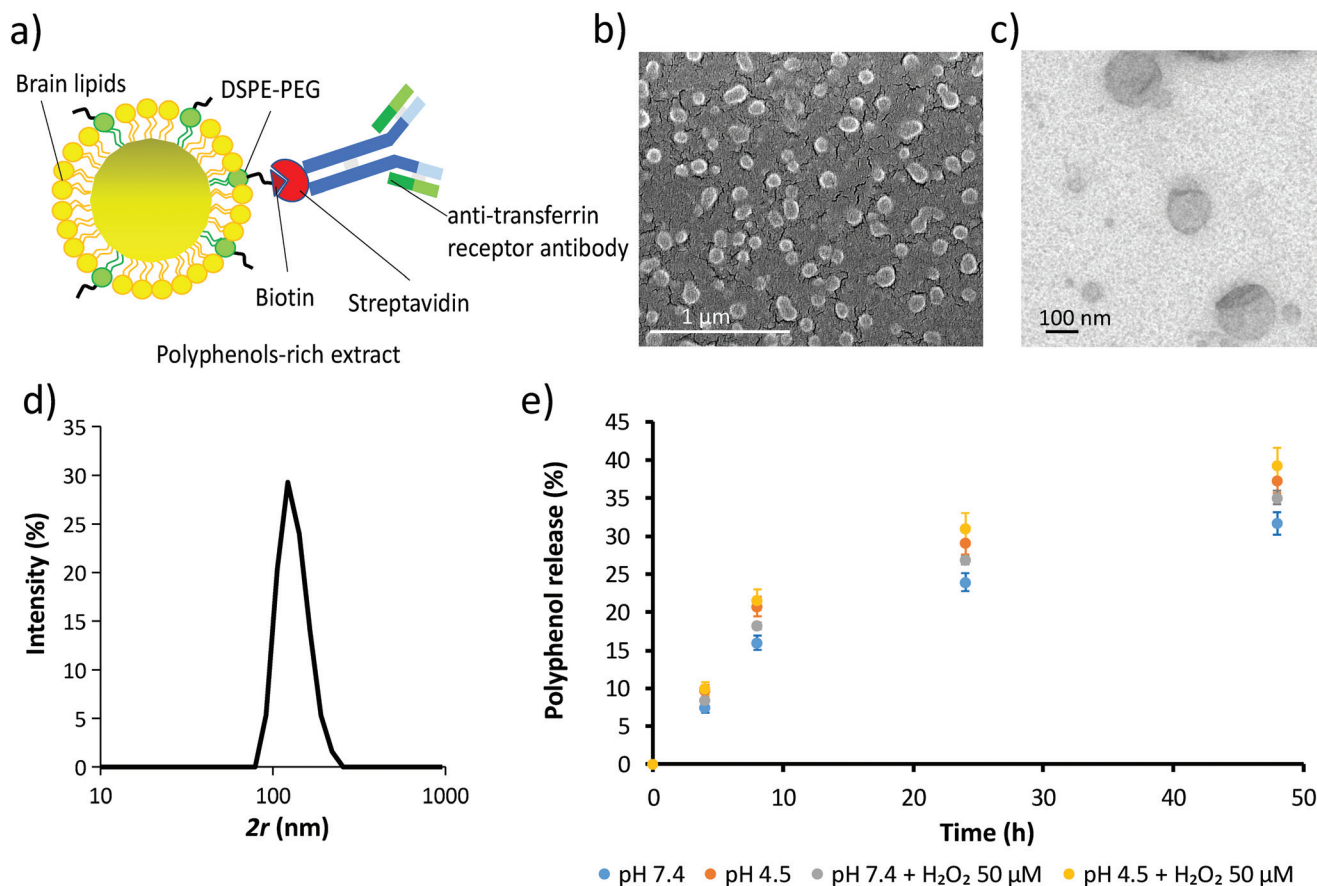 a)
Brain lipids
DSPE-PEG
anti-transferrin
receptor antibody
Biotin
Streptavidin
Polyphenols-rich extract
b)
1 µm
c)
100 nm
d)
Intensity (%)
35
30
25
20
15
10
5
0
10
100
1000
2r (nm)
e)
Polyphenol release (%)
45
40
35
30
25
20
15
10
5
0
0
10
20
30
40
50
Time (h)
pH 7.4
pH 4.5
pH 7.4 + H₂O₂ 50 µM
pH 4.5 + H₂O₂ 50 µM